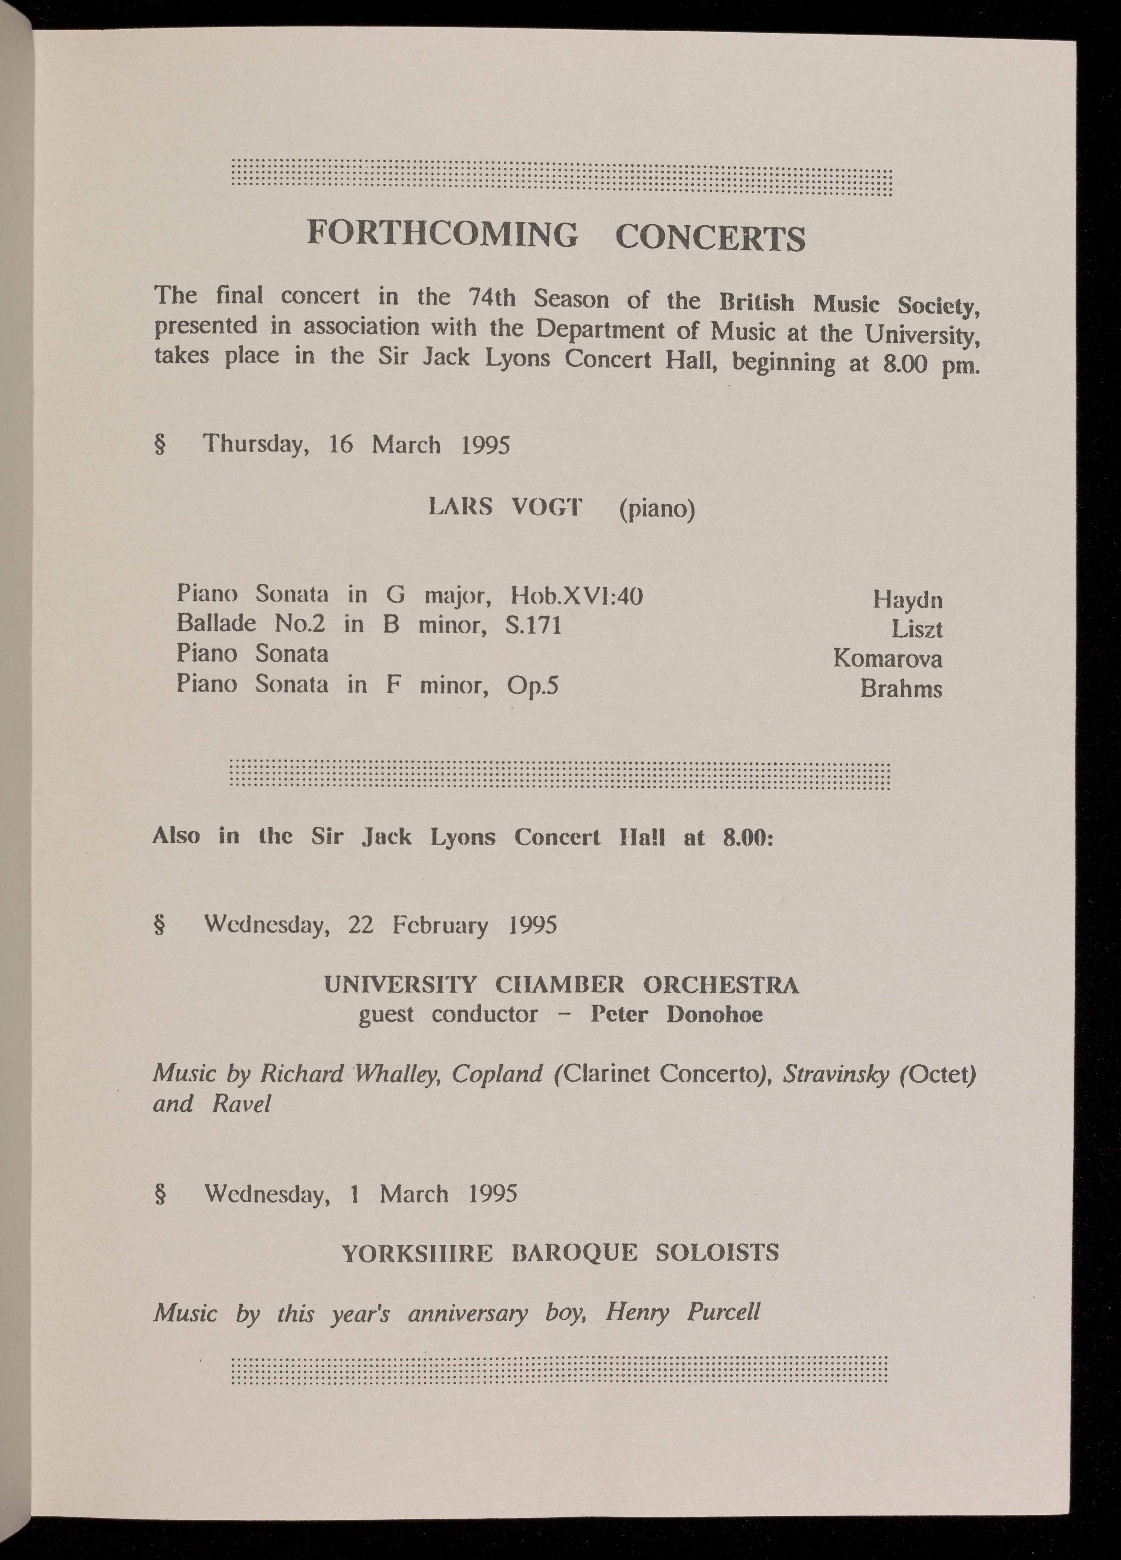 FORTHCOMING CONCERTS
The final concert in the 74th Season of the British Music Society,
presented in association with the Department of Music at the University,
takes place in the Sir Jack Lyons Concert Hall, beginning at 8.00 pm.
§ Thursday, 16 March 1995
LARS VOGT (piano)
Piano Sonata in G major, Hob.XVI:40 Haydn
Ballade No.2 in B minor, S.171 Liszt
Piano Sonata Komarova
Piano Sonata in F minor, Op.5 Brahms
Also in the Sir Jack Lyons Concert Hall at 8.00:
§ Wednesday, 22 February 1995
UNIVERSITY CHAMBER ORCHESTRA
guest conductor – Peter Donohoe
Music by Richard Whalley, Copland (Clarinet Concerto), Stravinsky (Octet)
and Ravel
§ Wednesday, 1 March 1995
YORKSHIRE BAROQUE SOLOISTS
Music by this year's anniversary boy, Henry Purcell